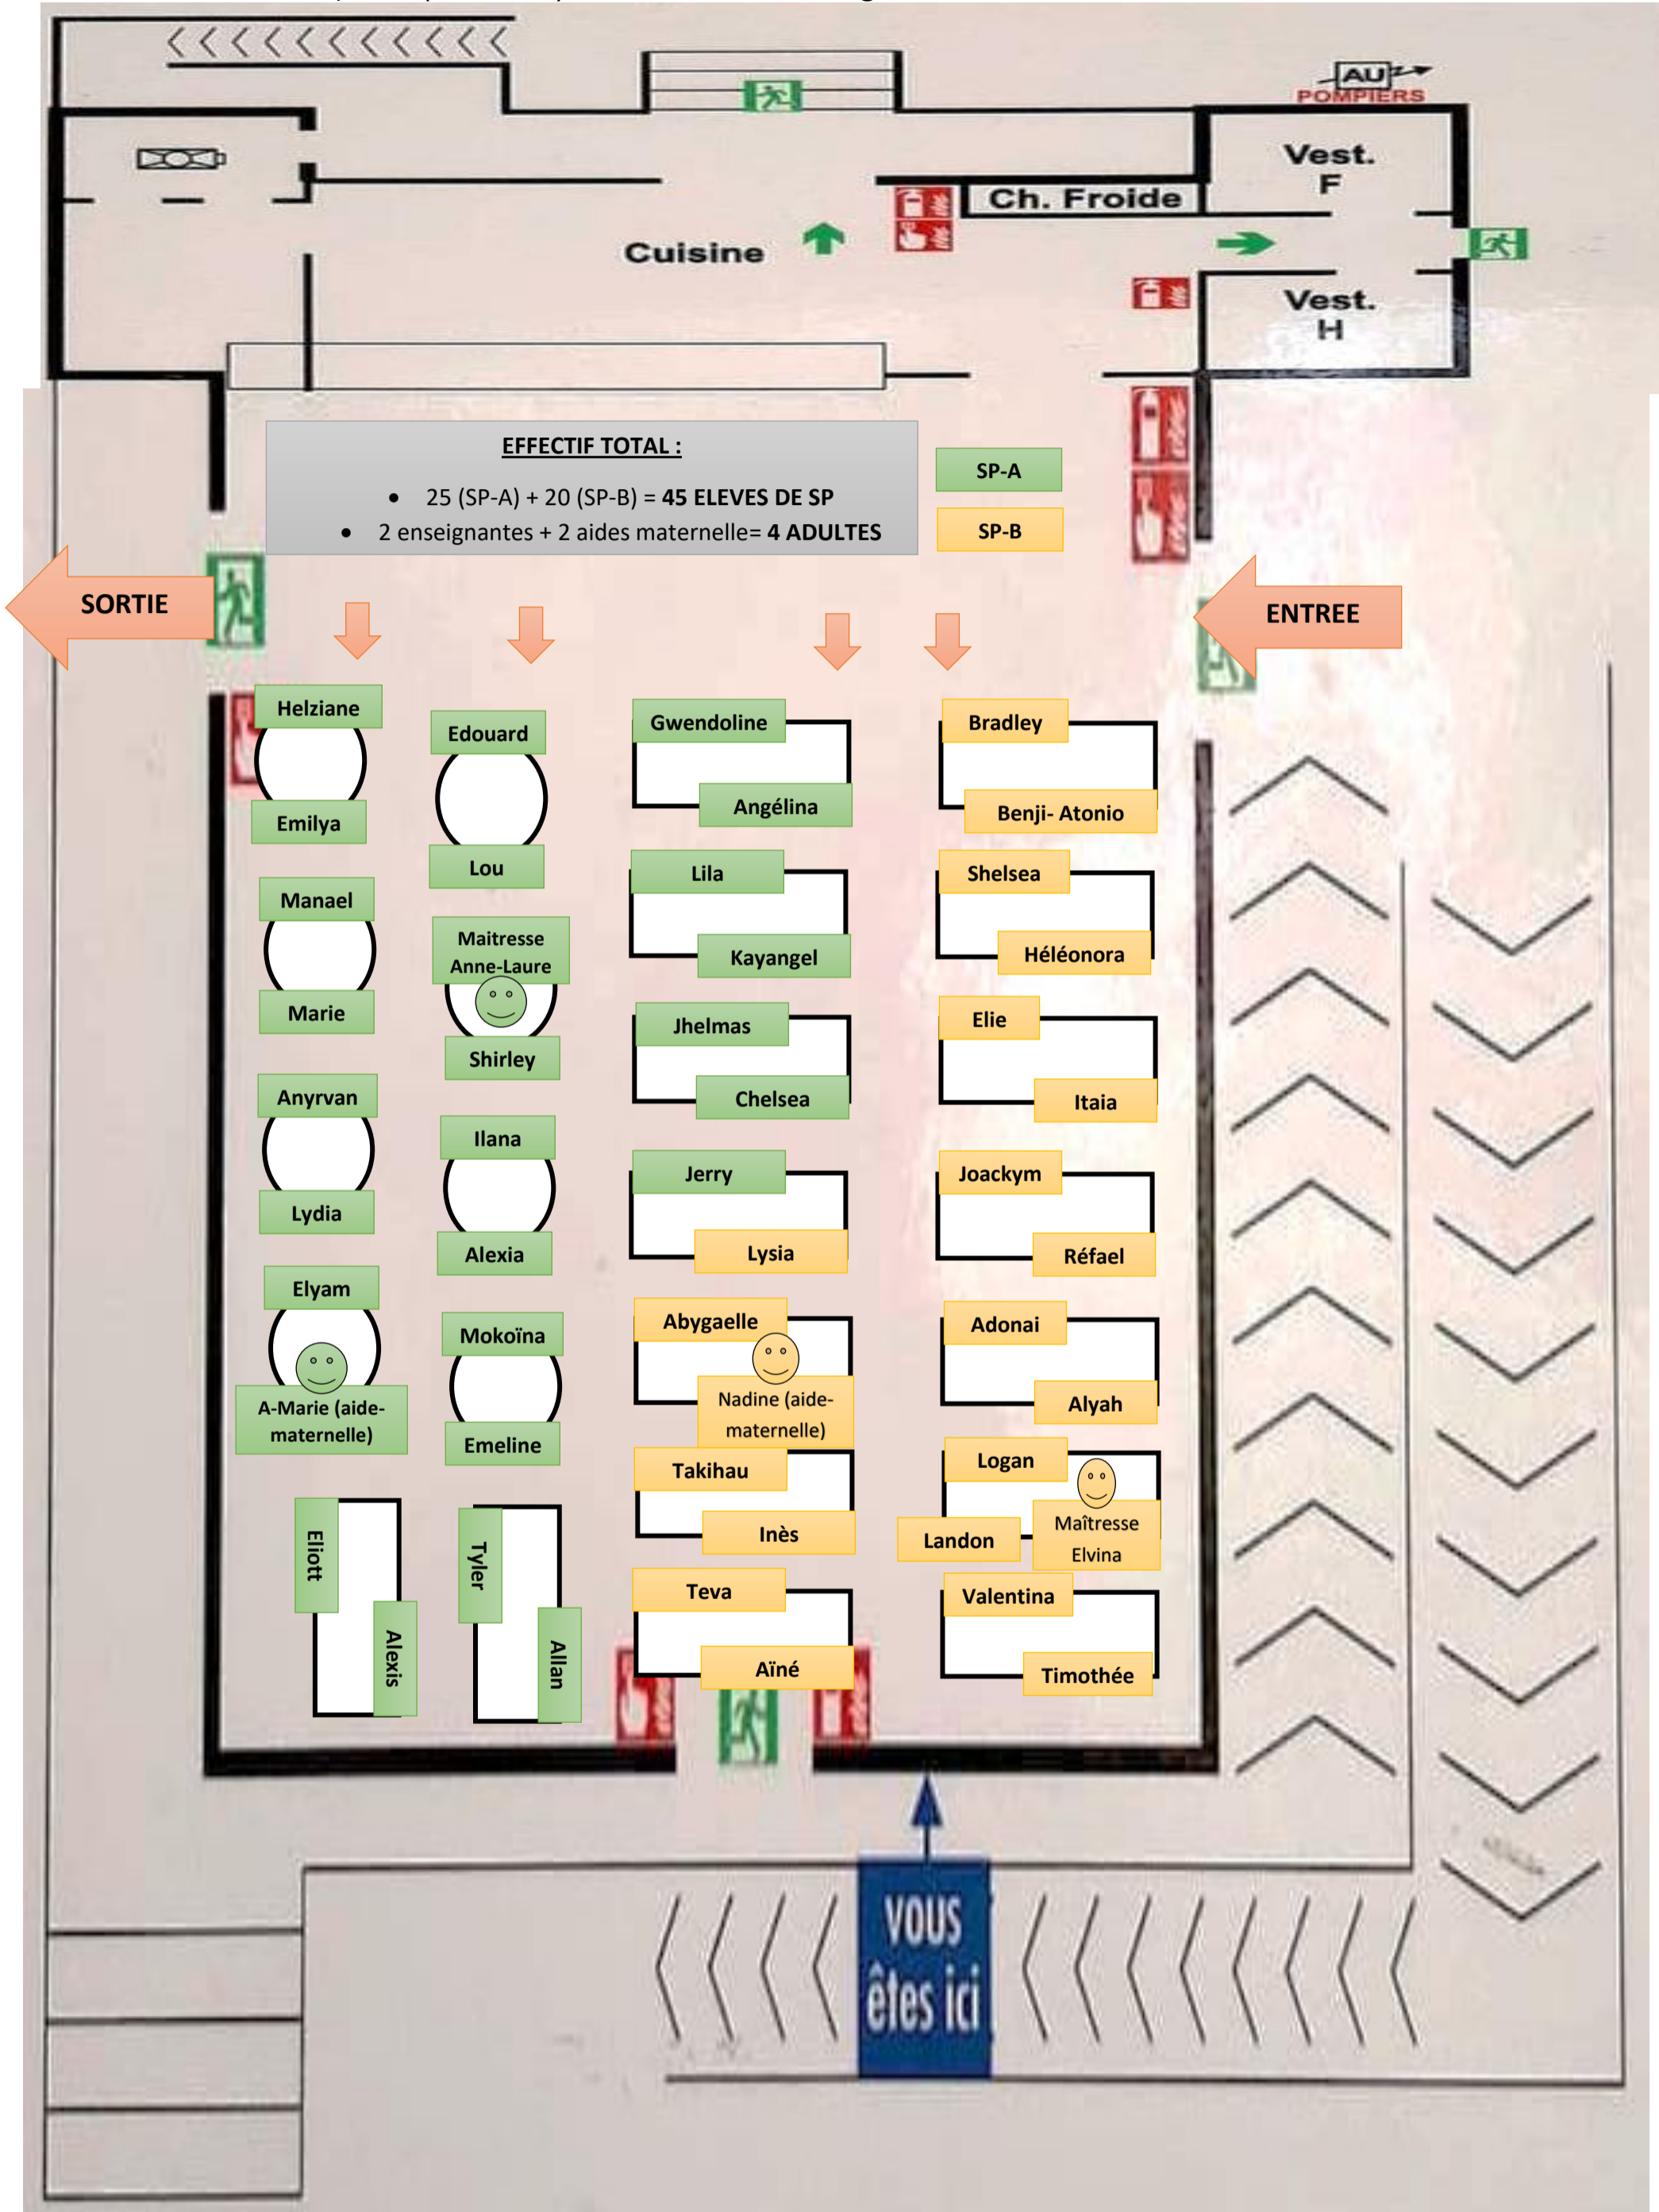 AU
POMPIERS
Vest.
F
Ch. Froide
Cuisine
Vest.
H
EFFECTIF TOTAL :
• 25 (SP-A) + 20 (SP-B) = 45 ELEVES DE SP
• 2 enseignantes + 2 aides maternelle= 4 ADULTES
SP-A
SP-B
SORTIE
ENTREE
Helziane
Emilya
Manael
Marie
Anyrvan
Lydia
Elyam
A-Marie (aide-
maternelle)
Eliott
Alexis
Edouard
Lou
Maitresse
Anne-Laure
Shirley
Ilana
Alexia
Mokoïna
Emeline
Tyler
Allan
Gwendoline
Angélina
Lila
Kayangel
Jhelmas
Chelsea
Jerry
Lysia
Abygaelle
Nadine (aide-
maternelle)
Takihau
Inès
Teva
Aïné
Bradley
Benji- Atonio
Shelsea
Héléonora
Elie
Itaia
Joackym
Réfael
Adonai
Alyah
Logan
Landon
Maîtresse
Elvina
Valentina
Timothée
vous
êtes ici